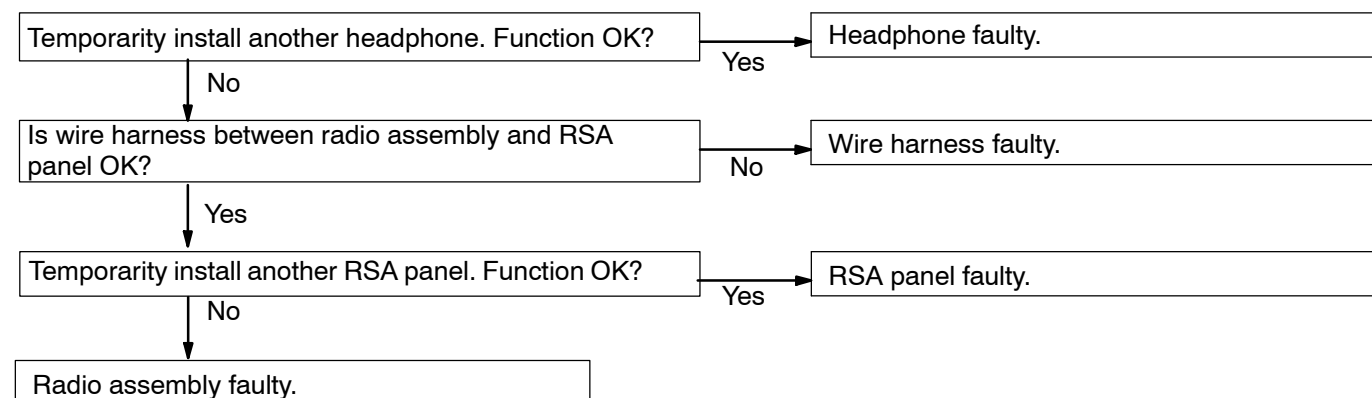 Temporarity install another headphone. Function OK?
Yes
Headphone faulty.
No
Is wire harness between radio assembly and RSA
panel OK?
No
Wire harness faulty.
Yes
Temporarity install another RSA panel. Function OK?
Yes
RSA panel faulty.
No
Radio assembly faulty.